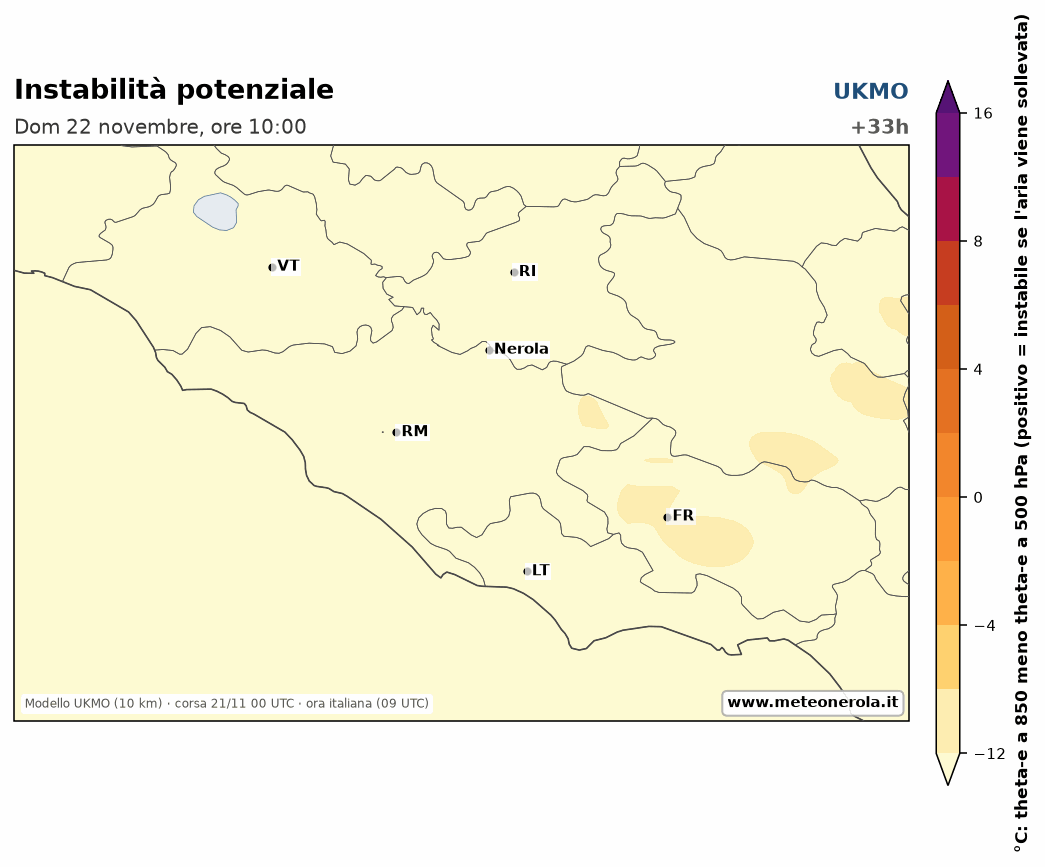 Instabilità potenziale
UKMO
Dom 22 novembre, ore 10:00
+33h
VT
RI
Nerola
RM
FR
LT
Modello UKMO (10 km) · corsa 21/11 00 UTC · ora italiana (09 UTC)
www.meteonerola.it
16
8
4
0
−4
−12
°C: theta-e a 850 meno theta-e a 500 hPa (positivo = instabile se l'aria viene sollevata)